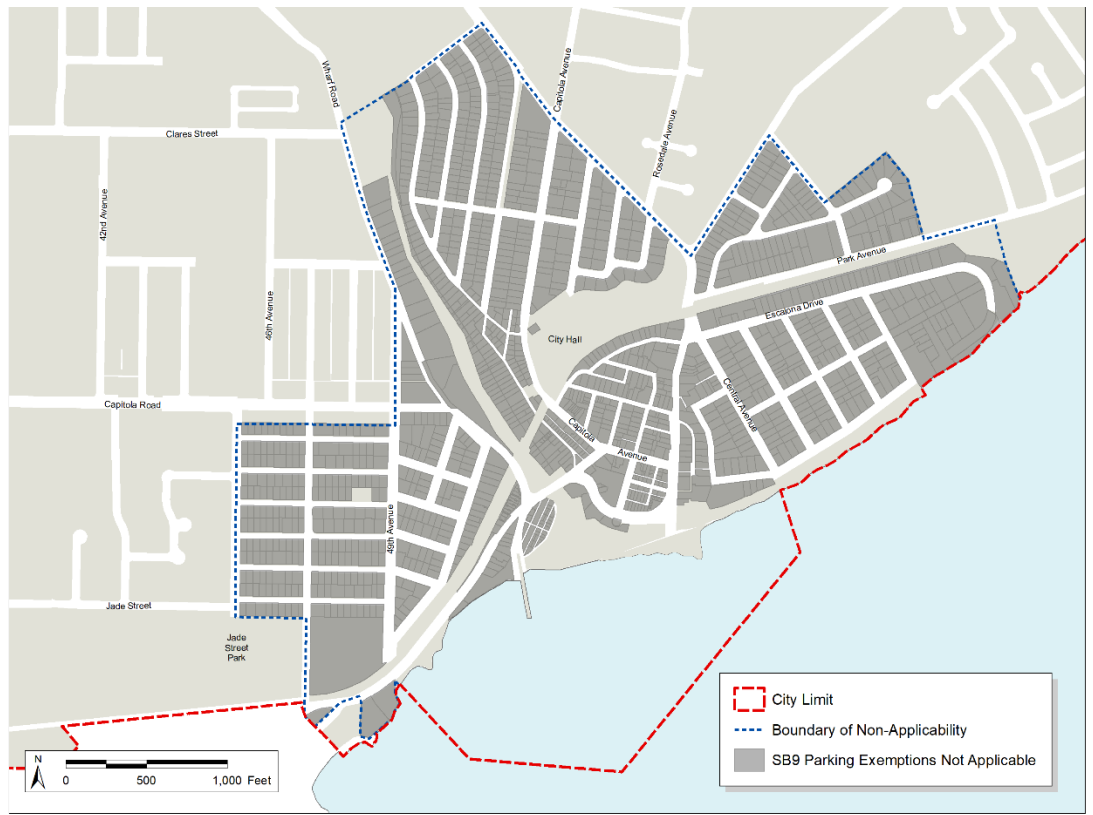 Wharf Road
Capitola Avenue
Rosedale Avenue
Clares Street
42nd Avenue
46th Avenue
Park Avenue
Escalona Drive
City Hall
Central Avenue
Capitola Road
Capitola
Avenue
49th Avenue
Jade Street
Jade
Street
Park
N
0 500 1,000 Feet
City Limit
Boundary of Non-Applicability
SB9 Parking Exemptions Not Applicable